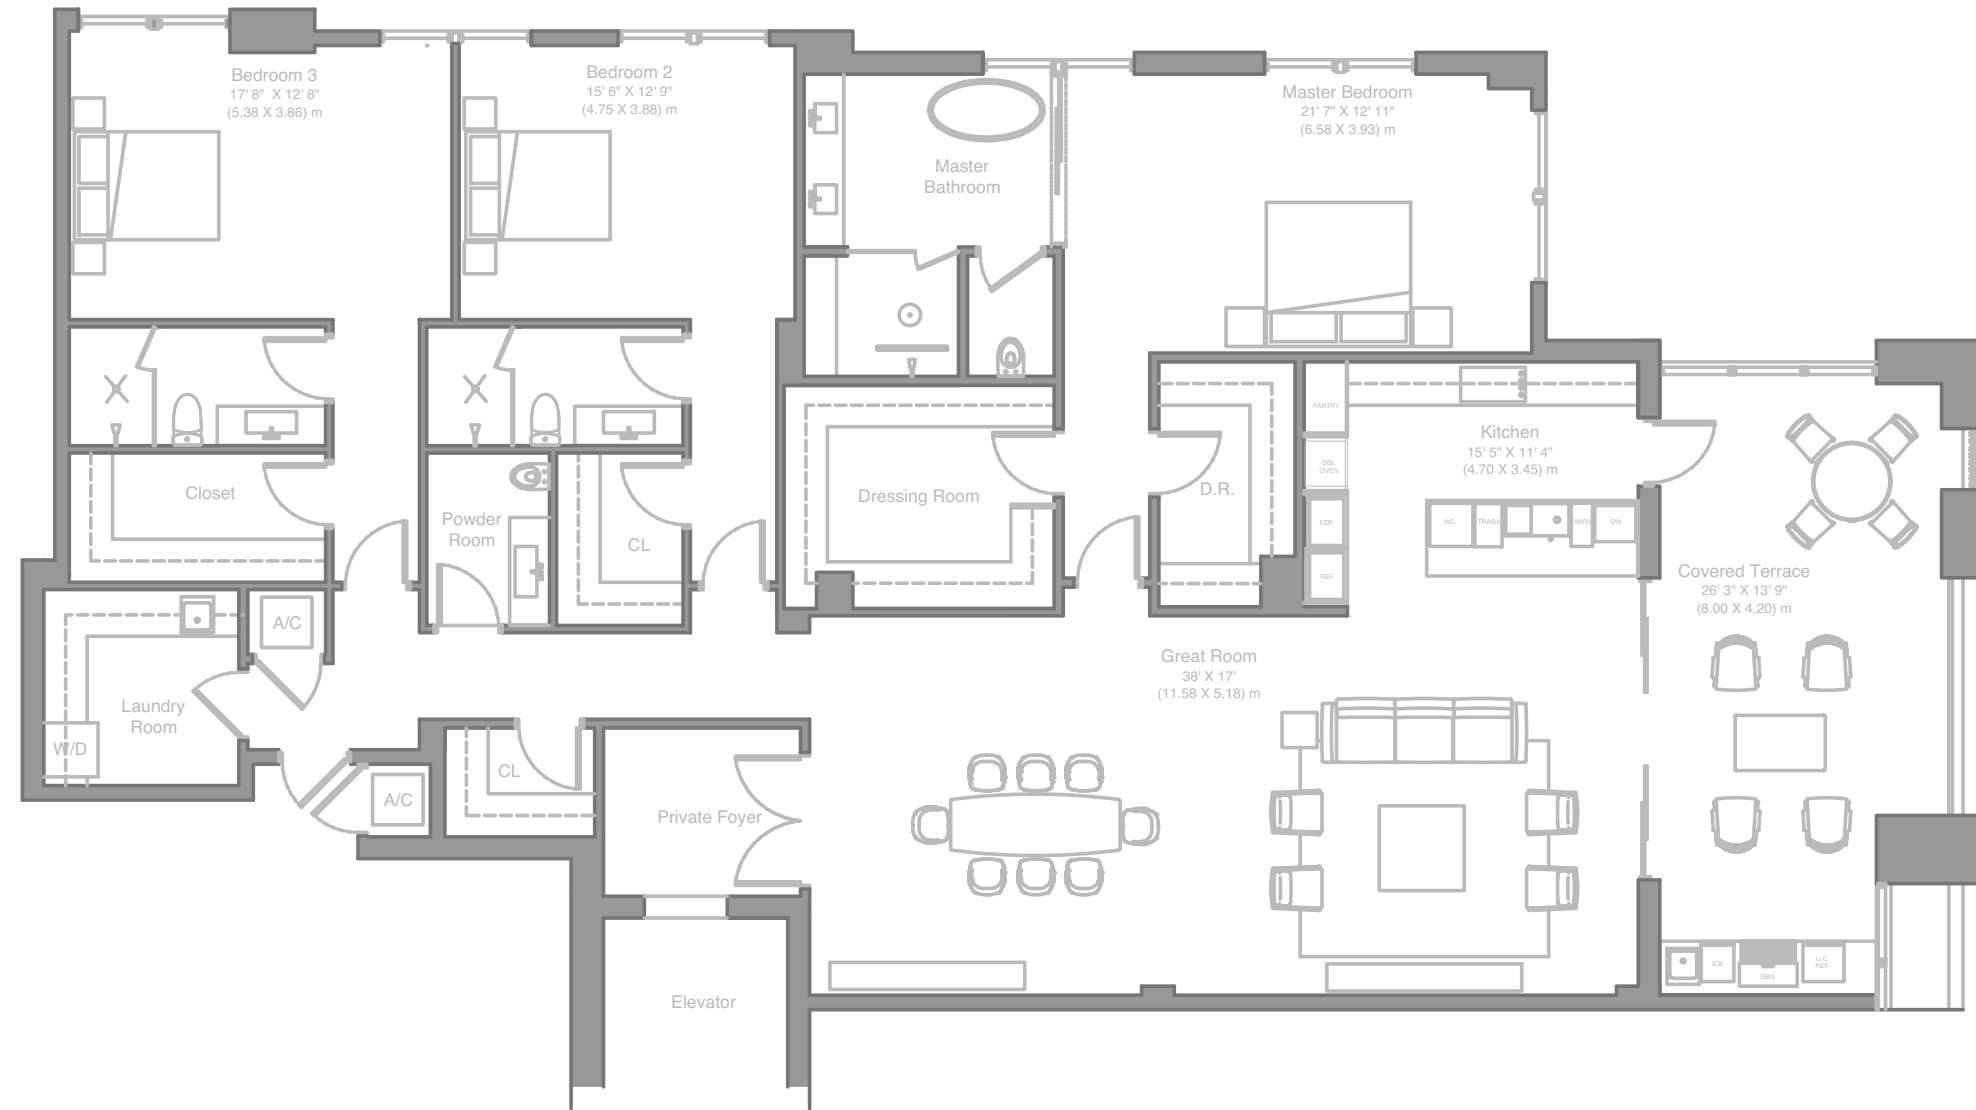 Bedroom 3
17' 8" X 12' 8"
(5.38 X 3.86) m
Bedroom 2
15' 6" X 12' 9"
(4.75 X 3.88) m
Master Bedroom
21' 7" X 12' 11"
(6.58 X 3.93) m
Master
Bathroom
PANTRY
Kitchen
15' 5" X 11' 4"
(4.70 X 3.45) m
DBL
OVEN
Closet
Dressing Room
D.R.
Powder
Room
CL
FZR
WC
TRASH
DWRS
DW
REF
Covered Terrace
26' 3" X 13' 9"
(8.00 X 4.20) m
A/C
Great Room
38' X 17'
(11.58 X 5.18) m
Laundry
Room
W/D
CL
A/C
Private Foyer
ICE
BBQ
U.C.
REF.
Elevator